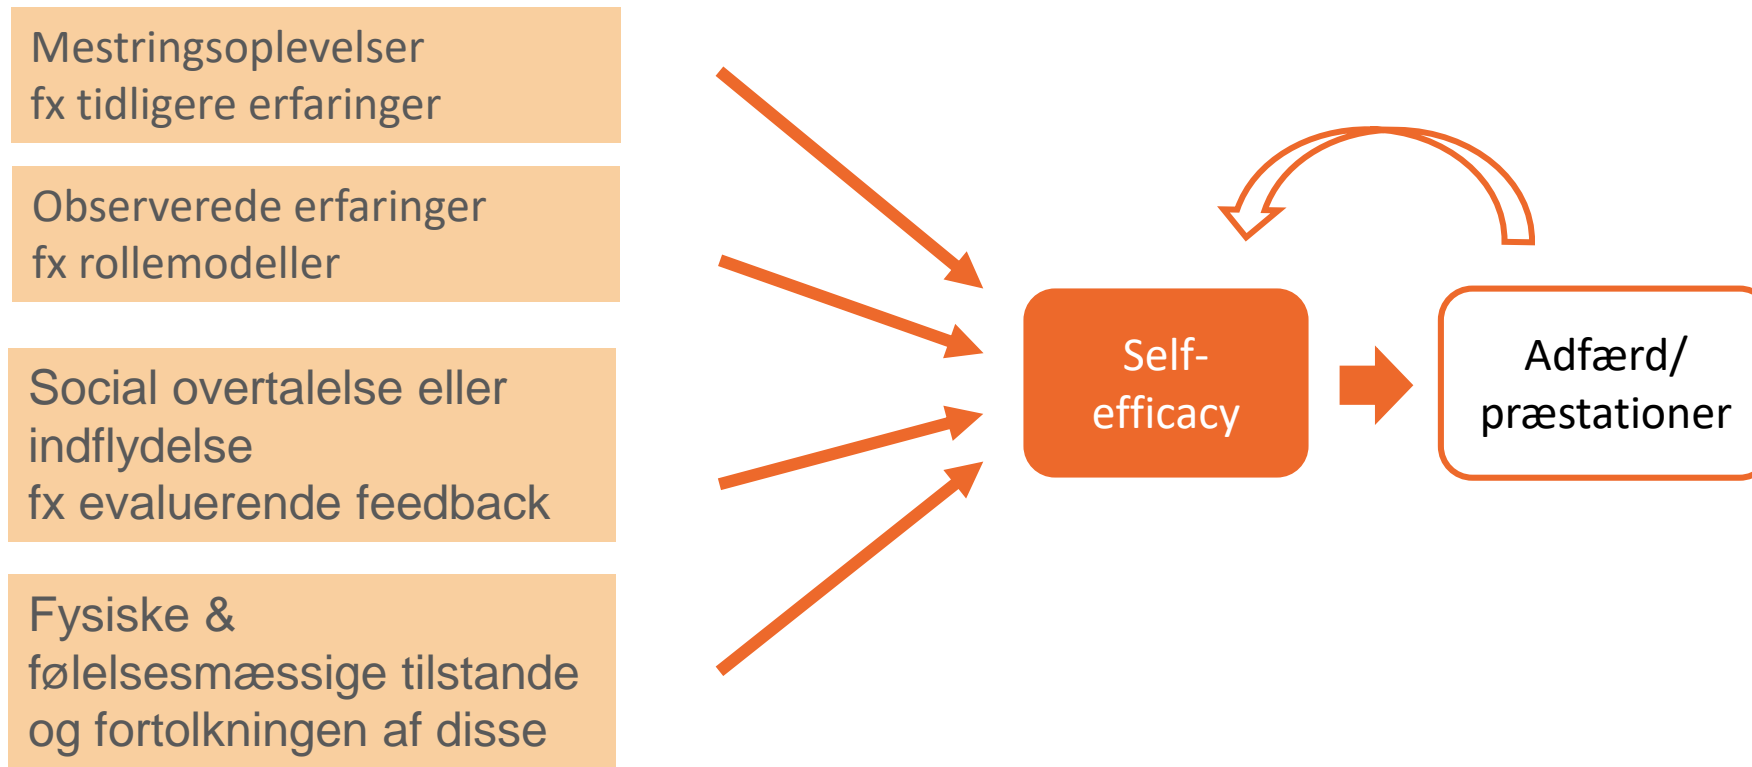 Mestringsoplevelser
fx tidligere erfaringer
Observerede erfaringer
fx rollemodeller
Social overtalelse eller
indflydelse
fx evaluerende feedback
Fysiske &
følelsesmæssige tilstande
og fortolkningen af disse
Self-
efficacy
Adfærd/
præstationer